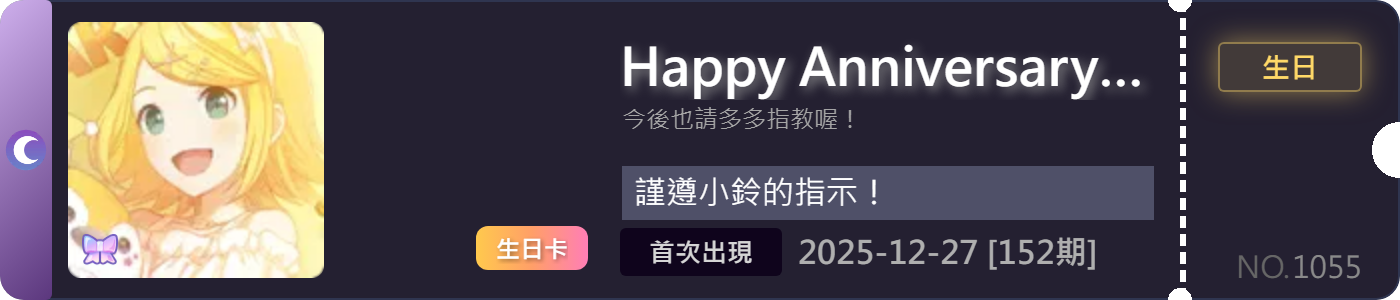 Happy Anniversary...
今後也請多多指教喔！
謹遵小鈴的指示！
生日卡
首次出現
2025-12-27 [152期]
生日
NO.1055